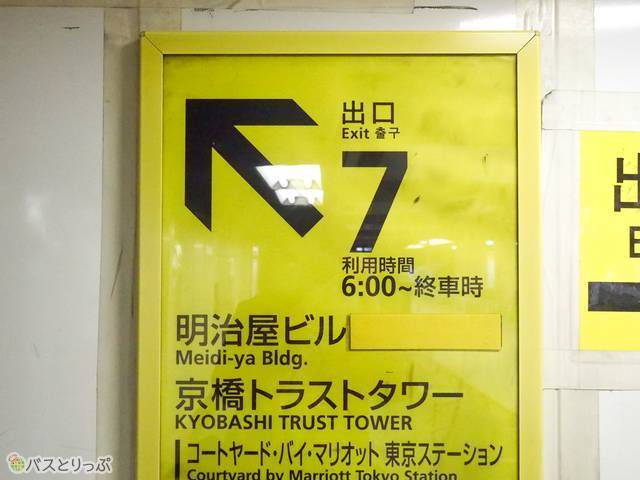 出口
Exit 출구
7
利用時間
6:00~終車時
明治屋ビル
Meidi-ya Bldg.
京橋トラストタワー
KYOBASHI TRUST TOWER
コートヤード・バイ・マリオット 東京ステーション
Courtyard by Marriott Tokyo Station
バスとりっぷ